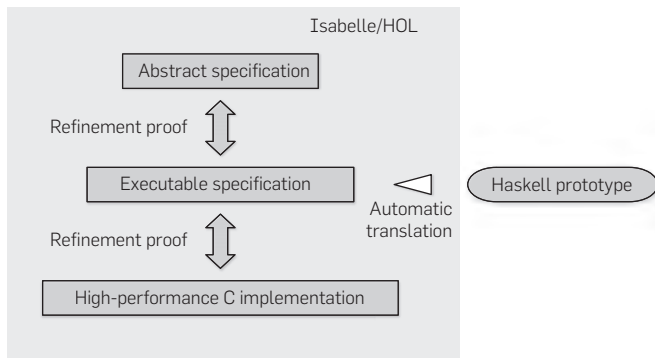 Isabelle/HOL
Abstract specification
Refinement proof
Executable specification
Haskell prototype
Automatic
translation
Refinement proof
High-performance C implementation